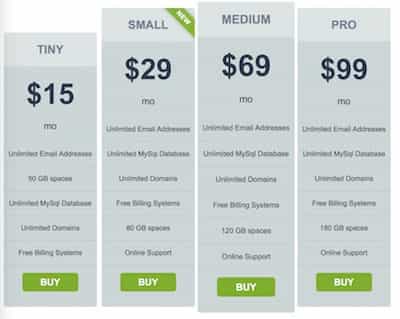 TINY
$15
mo
Unlimited Email Addresses
50 GB spaces
Unlimited MySql Database
Unlimited Domains
Free Billing Systems
BUY
SMALL
NEW
$29
mo
Unlimited Email Addresses
Unlimited MySql Database
Unlimited Domains
Free Billing Systems
80 GB spaces
Online Support
BUY
MEDIUM
$69
mo
Unlimited Email Addresses
Unlimited MySql Database
Unlimited Domains
Free Billing Systems
120 GB spaces
Online Support
BUY
PRO
$99
mo
Unlimited Email Addresses
Unlimited MySql Database
Unlimited Domains
Free Billing Systems
180 GB spaces
Online Support
BUY